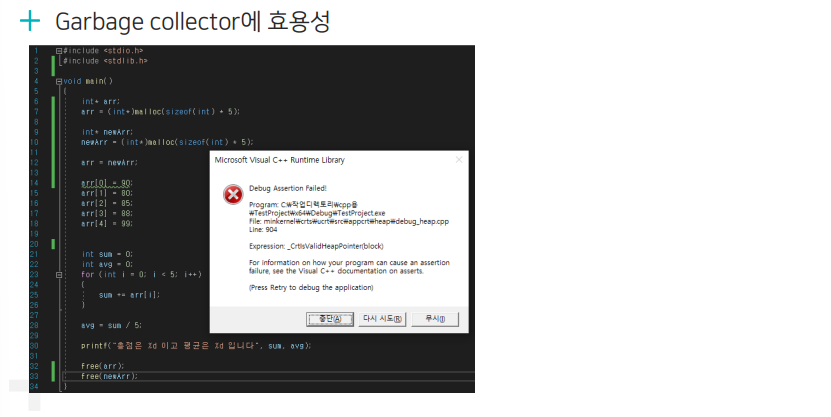 + Garbage collector에 효용성
1 #include <stdio.h>
2 #include <stdlib.h>
3
4 void main()
5 {
6 int* arr;
7 arr = (int*)malloc(sizeof(int) * 5);
8
9 int* newArr;
10 newArr = (int*)malloc(sizeof(int) * 5);
11
12 arr = newArr;
13
14 arr[0] = 90;
15 arr[1] = 80;
16 arr[2] = 85;
17 arr[3] = 88;
18 arr[4] = 99;
19
20
21 int sum = 0;
22 int avg = 0;
23 for (int i = 0; i < 5; i++)
24 {
25 sum += arr[i];
26 }
27
28 avg = sum / 5;
29
30 printf("총점은 %d 이고 평균은 %d 입니다", sum, avg);
31
32 free(arr);
33 free(newArr);
34 }
Microsoft Visual C++ Runtime Library
Debug Assertion Failed!
Program: C:₩작업디렉토리₩cpp용
₩TestProject₩x64₩Debug₩TestProject.exe
File: minkernel₩crts₩ucrt₩src₩appcrt₩heap₩debug_heap.cpp
Line: 904
Expression: _CrtIsValidHeapPointer(block)
For information on how your program can cause an assertion
failure, see the Visual C++ documentation on asserts.
(Press Retry to debug the application)
중단(A) 다시 시도(R) 무시(I)